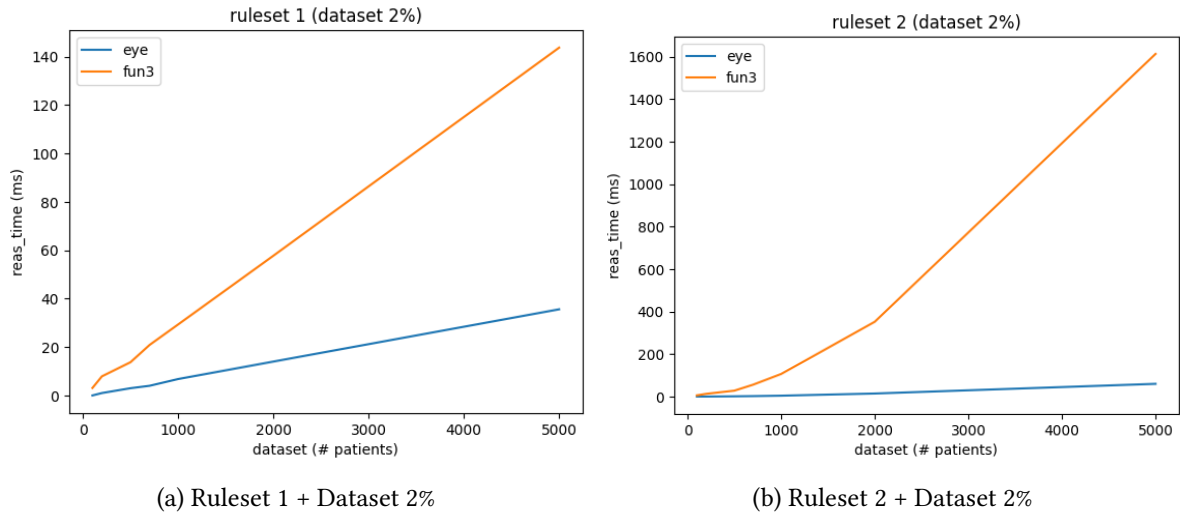 ruleset 1 (dataset 2%)
eye
fun3
140
120
100
80
60
40
20
0
reas_time (ms)
0 1000 2000 3000 4000 5000
dataset (# patients)
(a) Ruleset 1 + Dataset 2%
ruleset 2 (dataset 2%)
eye
fun3
1600
1400
1200
1000
800
600
400
200
0
reas_time (ms)
0 1000 2000 3000 4000 5000
dataset (# patients)
(b) Ruleset 2 + Dataset 2%